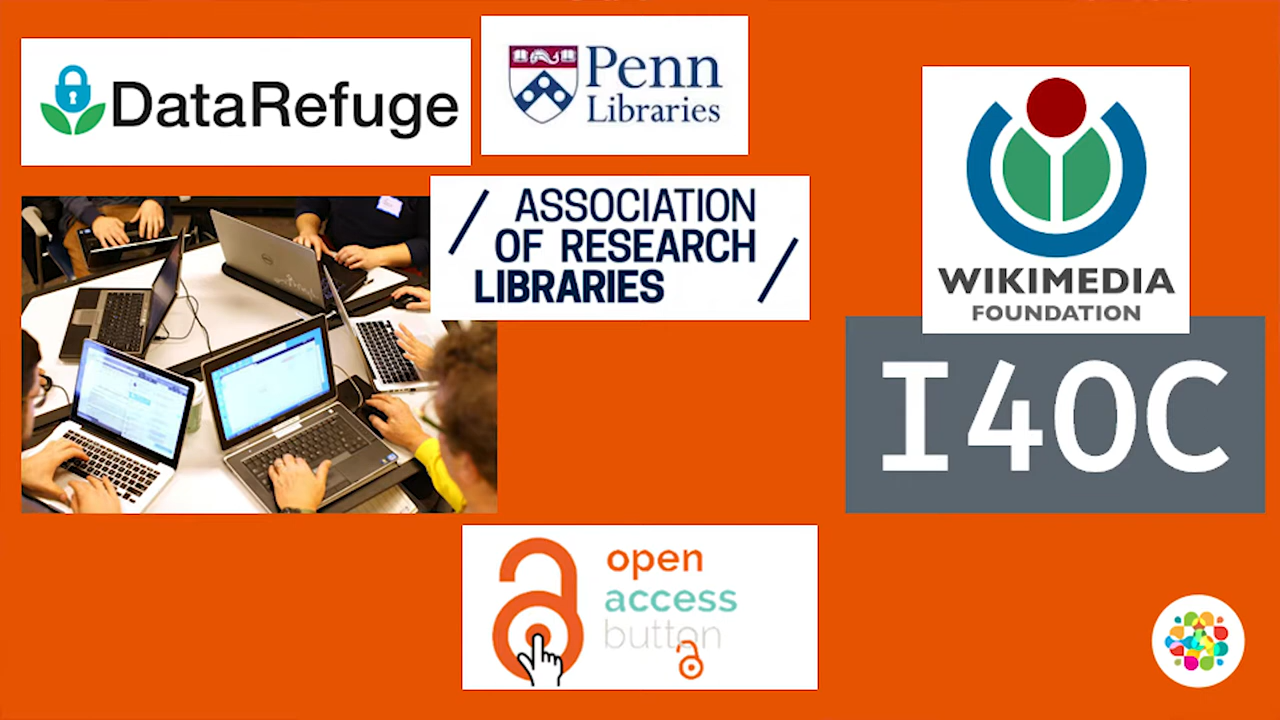 DataRefuge
Penn
Libraries
ASSOCIATION
OF RESEARCH
LIBRARIES
WIKIMEDIA
FOUNDATION
I4OC
open
access
button